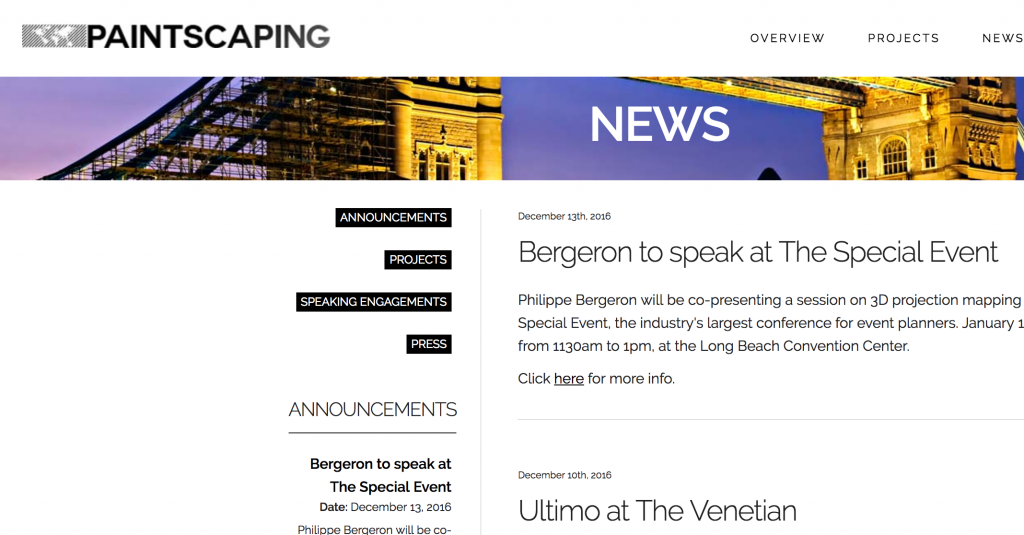 PAINTSCAPING
OVERVIEW
PROJECTS
NEWS
NEWS
ANNOUNCEMENTS
PROJECTS
SPEAKING ENGAGEMENTS
PRESS
ANNOUNCEMENTS
Bergeron to speak at
The Special Event
Date: December 13, 2016
Philippe Bergeron will be co-
December 13th, 2016
Bergeron to speak at The Special Event
Philippe Bergeron will be co-presenting a session on 3D projection mapping
Special Event, the industry's largest conference for event planners. January 1
from 1130am to 1pm, at the Long Beach Convention Center.
Click here for more info.
December 10th, 2016
Ultimo at The Venetian